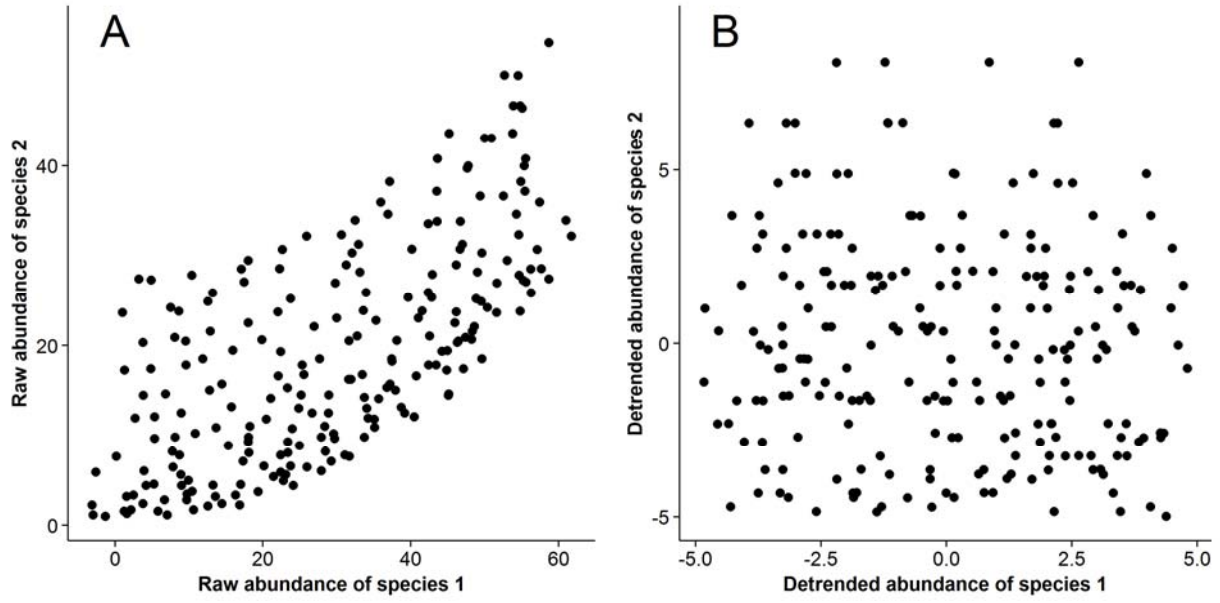 A
Raw abundance of species 2
40
20
0
0 20 40 60
Raw abundance of species 1
B
Detrended abundance of species 2
5
0
-5
-5.0 -2.5 0.0 2.5 5.0
Detrended abundance of species 1